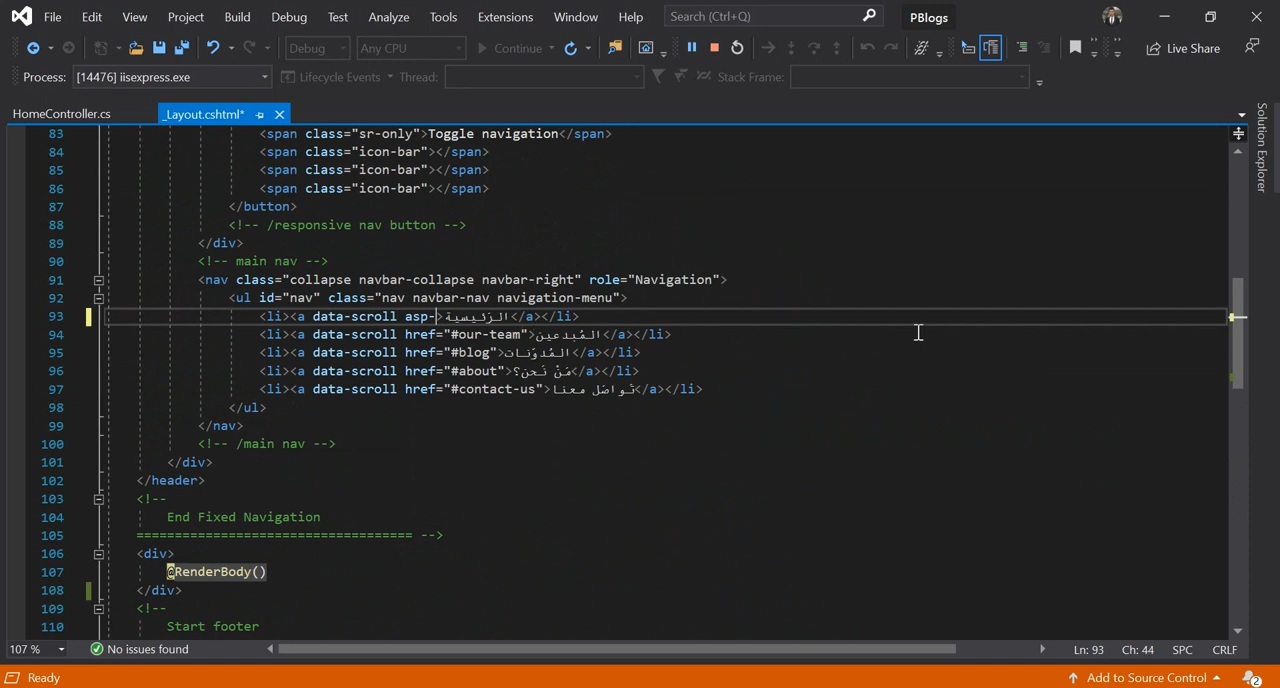 File Edit View Project Build Debug Test Analyze Tools Extensions Window Help Search (Ctrl+Q) PBlogs
Debug Any CPU Continue Live Share
Process: [14476] iisexpress.exe Lifecycle Events Thread: Stack Frame:
HomeController.cs _Layout.cshtml*
Solution Explorer
83 <span class="sr-only">Toggle navigation</span>
84 <span class="icon-bar"></span>
85 <span class="icon-bar"></span>
86 <span class="icon-bar"></span>
87 </button>
88 <!-- /responsive nav button -->
89 </div>
90 <!-- main nav -->
91 <nav class="collapse navbar-collapse navbar-right" role="Navigation">
92 <ul id="nav" class="nav navbar-nav navigation-menu">
93 <li><a data-scroll asp->الرَئيسية</a></li>
94 <li><a data-scroll href="#our-team">المُبدعين</a></li>
95 <li><a data-scroll href="#blog">المُدوَنات</a></li>
96 <li><a data-scroll href="#about">مَنْ نَحن؟</a></li>
97 <li><a data-scroll href="#contact-us">تَواصَل معنا</a></li>
98 </ul>
99 </nav>
100 <!-- /main nav -->
101 </div>
102 </header>
103 <!--
104 End Fixed Navigation
105 ==================================== -->
106 <div>
107 @RenderBody()
108 </div>
109 <!--
110 Start footer
107 % No issues found Ln: 93 Ch: 44 SPC CRLF
Ready Add to Source Control 2